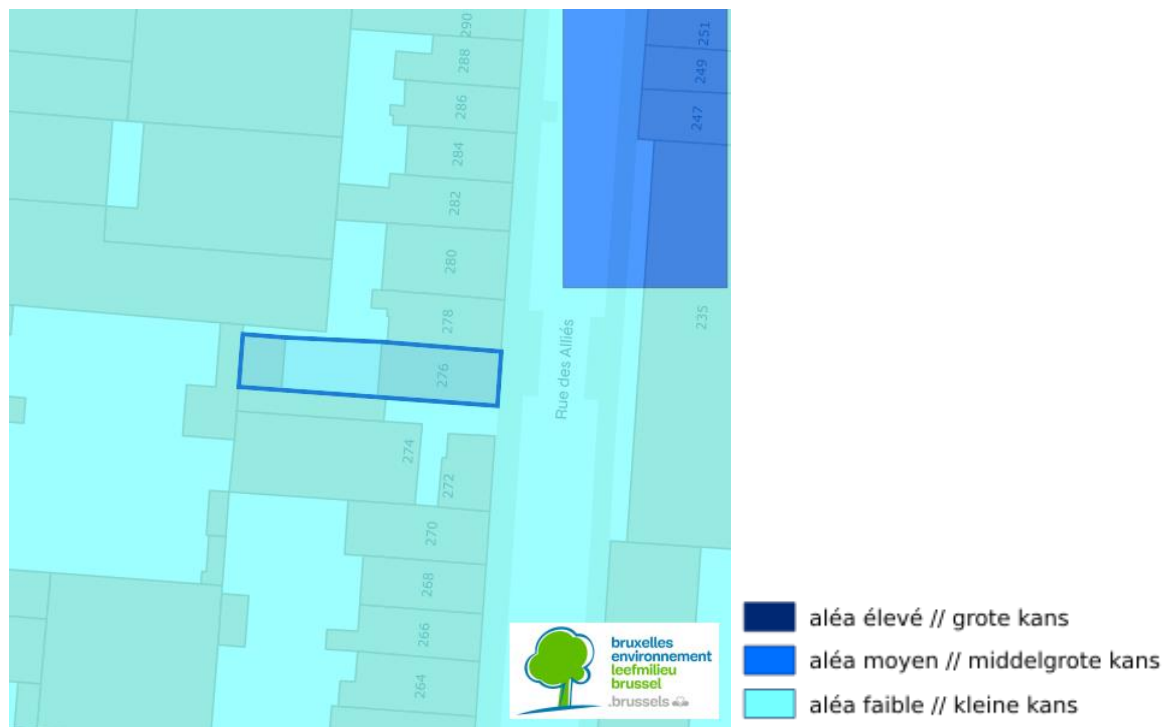 290
288
286
284
282
280
278
276
274
272
270
268
266
264
251
249
247
235
Rue des Alliés
bruxelles
environnement
leefmilieu
brussel
.brussels
aléa élevé // grote kans
aléa moyen // middelgrote kans
aléa faible // kleine kans